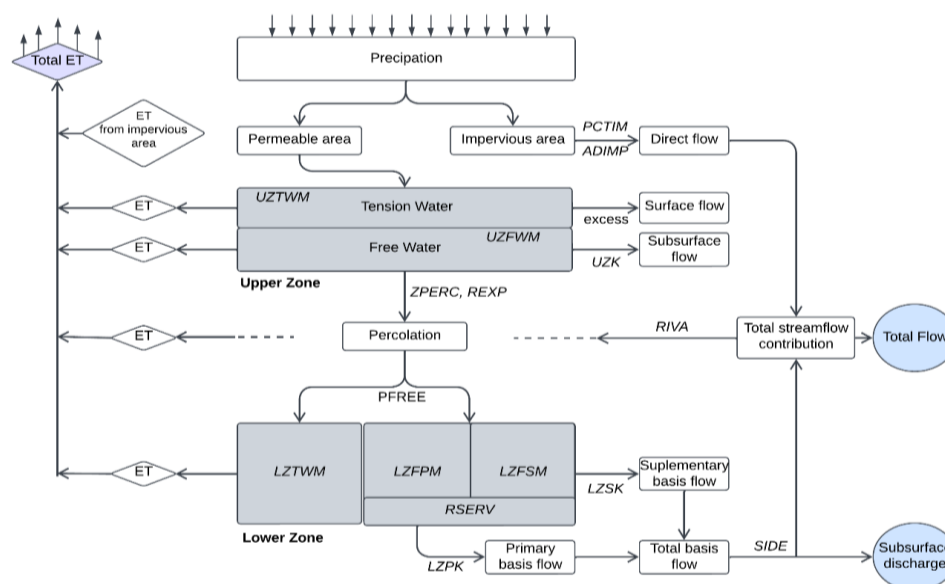 Total ET
Precipation
ET
from impervious
area
Permeable area
Impervious area
PCTIM
ADIMP
Direct flow
UZTWM
Tension Water
ET
excess
Surface flow
Free Water
UZFWM
ET
UZK
Subsurface
flow
Upper Zone
ZPERC, REXP
ET
Percolation
RIVA
Total streamflow
contribution
Total Flow
PFREE
ET
LZTWM
LZFPM
LZFSM
LZSK
Suplementary
basis flow
RSERV
Lower Zone
LZPK
Primary
basis flow
Total basis
flow
SIDE
Subsurface
discharge